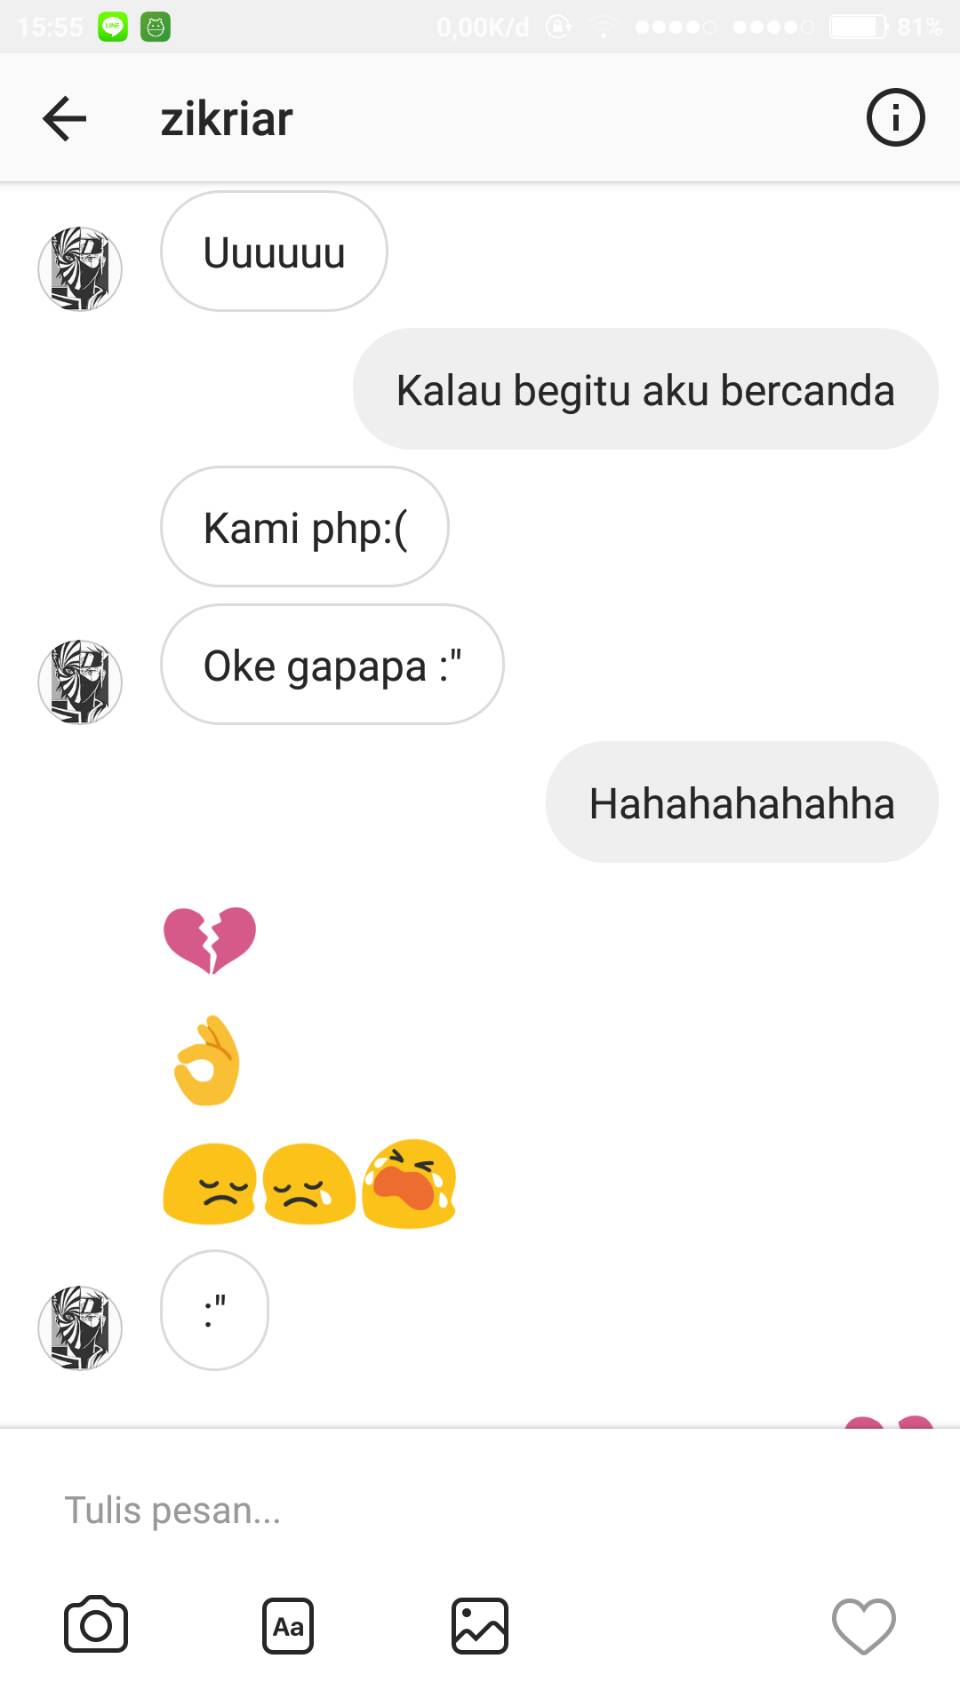 15:55 LINE 0,00K/d 81%
zikriar
Uuuuuu
Kalau begitu aku bercanda
Kami php:(
Oke gapapa :"
Hahahahahahha
:"
Tulis pesan...
Aa